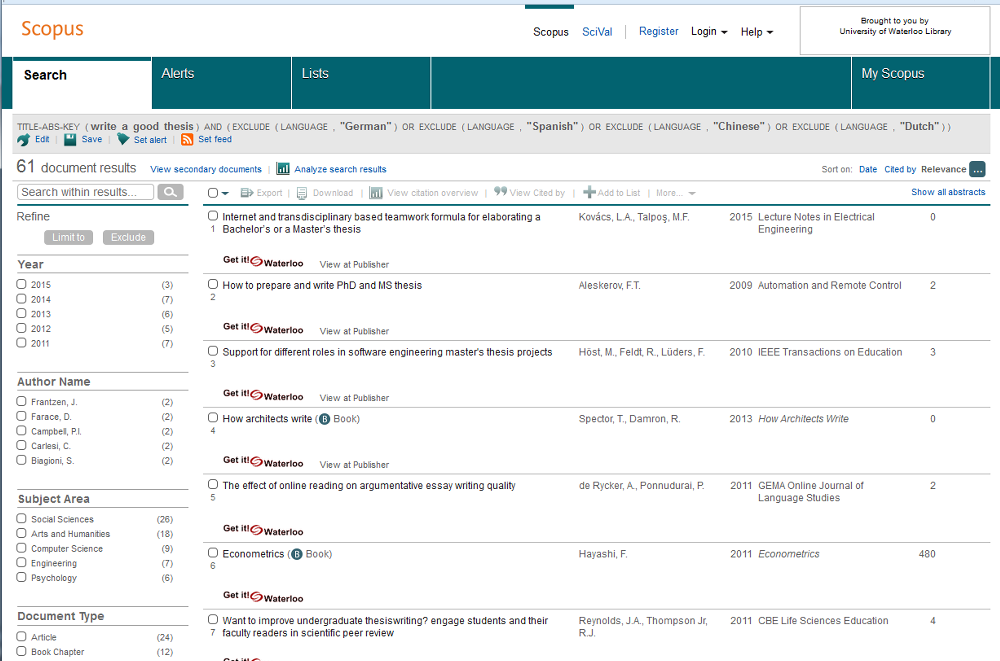 Scopus
Scopus SciVal | Register Login Help
Brought to you by
University of Waterloo Library
Search Alerts Lists My Scopus
TITLE-ABS-KEY ( write a good thesis ) AND ( EXCLUDE ( LANGUAGE , "German" ) OR EXCLUDE ( LANGUAGE , "Spanish" ) OR EXCLUDE ( LANGUAGE , "Chinese" ) OR EXCLUDE ( LANGUAGE , "Dutch" ) )
Edit | Save | Set alert | Set feed
61 document results View secondary documents | Analyze search results Sort on: Date Cited by Relevance ...
Search within results... Export | Download | View citation overview | View Cited by | Add to List | More... Show all abstracts
Refine
Limit to Exclude
Year
2015 (3)
2014 (7)
2013 (6)
2012 (5)
2011 (7)
Author Name
Frantzen, J. (2)
Farace, D. (2)
Campbell, P.I. (2)
Carlesi, C. (2)
Biagioni, S. (2)
Subject Area
Social Sciences (26)
Arts and Humanities (18)
Computer Science (9)
Engineering (7)
Psychology (6)
Document Type
Article (24)
Book Chapter (12)
Internet and transdisciplinary based teamwork formula for elaborating a Kovács, L.A., Talpoş, M.F. 2015 Lecture Notes in Electrical 0
1 Bachelor's or a Master's thesis Engineering
Get it! Waterloo View at Publisher
How to prepare and write PhD and MS thesis Aleskerov, F.T. 2009 Automation and Remote Control 2
2
Get it! Waterloo View at Publisher
Support for different roles in software engineering master's thesis projects Höst, M., Feldt, R., Lüders, F. 2010 IEEE Transactions on Education 3
3
Get it! Waterloo View at Publisher
How architects write (B Book) Spector, T., Damron, R. 2013 How Architects Write 0
4
Get it! Waterloo View at Publisher
The effect of online reading on argumentative essay writing quality de Rycker, A., Ponnudurai, P. 2011 GEMA Online Journal of 2
5 Language Studies
Get it! Waterloo
Econometrics (B Book) Hayashi, F. 2011 Econometrics 480
6
Get it! Waterloo
Want to improve undergraduate thesiswriting? engage students and their Reynolds, J.A., Thompson Jr, 2011 CBE Life Sciences Education 4
7 faculty readers in scientific peer review R.J.